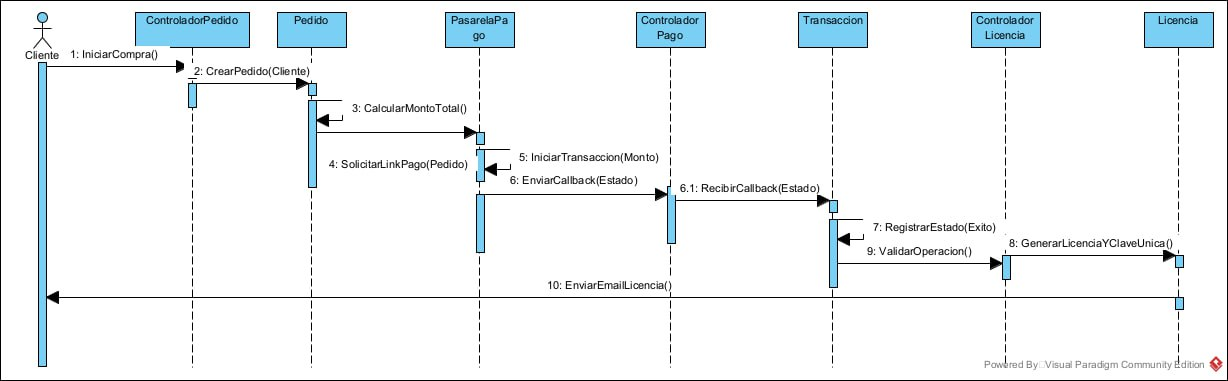 ControladorPedido
Pedido
PasarelaPa
go
Controlador
Pago
Transaccion
Controlador
Licencia
Licencia
Cliente
1: IniciarCompra()
2: CrearPedido(Cliente)
3: CalcularMontoTotal()
4: SolicitarLinkPago(Pedido)
5: IniciarTransaccion(Monto)
6: EnviarCallback(Estado)
6.1: RecibirCallback(Estado)
7: RegistrarEstado(Exito)
8: GenerarLicenciaYClaveUnica()
9: ValidarOperacion()
10: EnviarEmailLicencia()
Powered By Visual Paradigm Community Edition